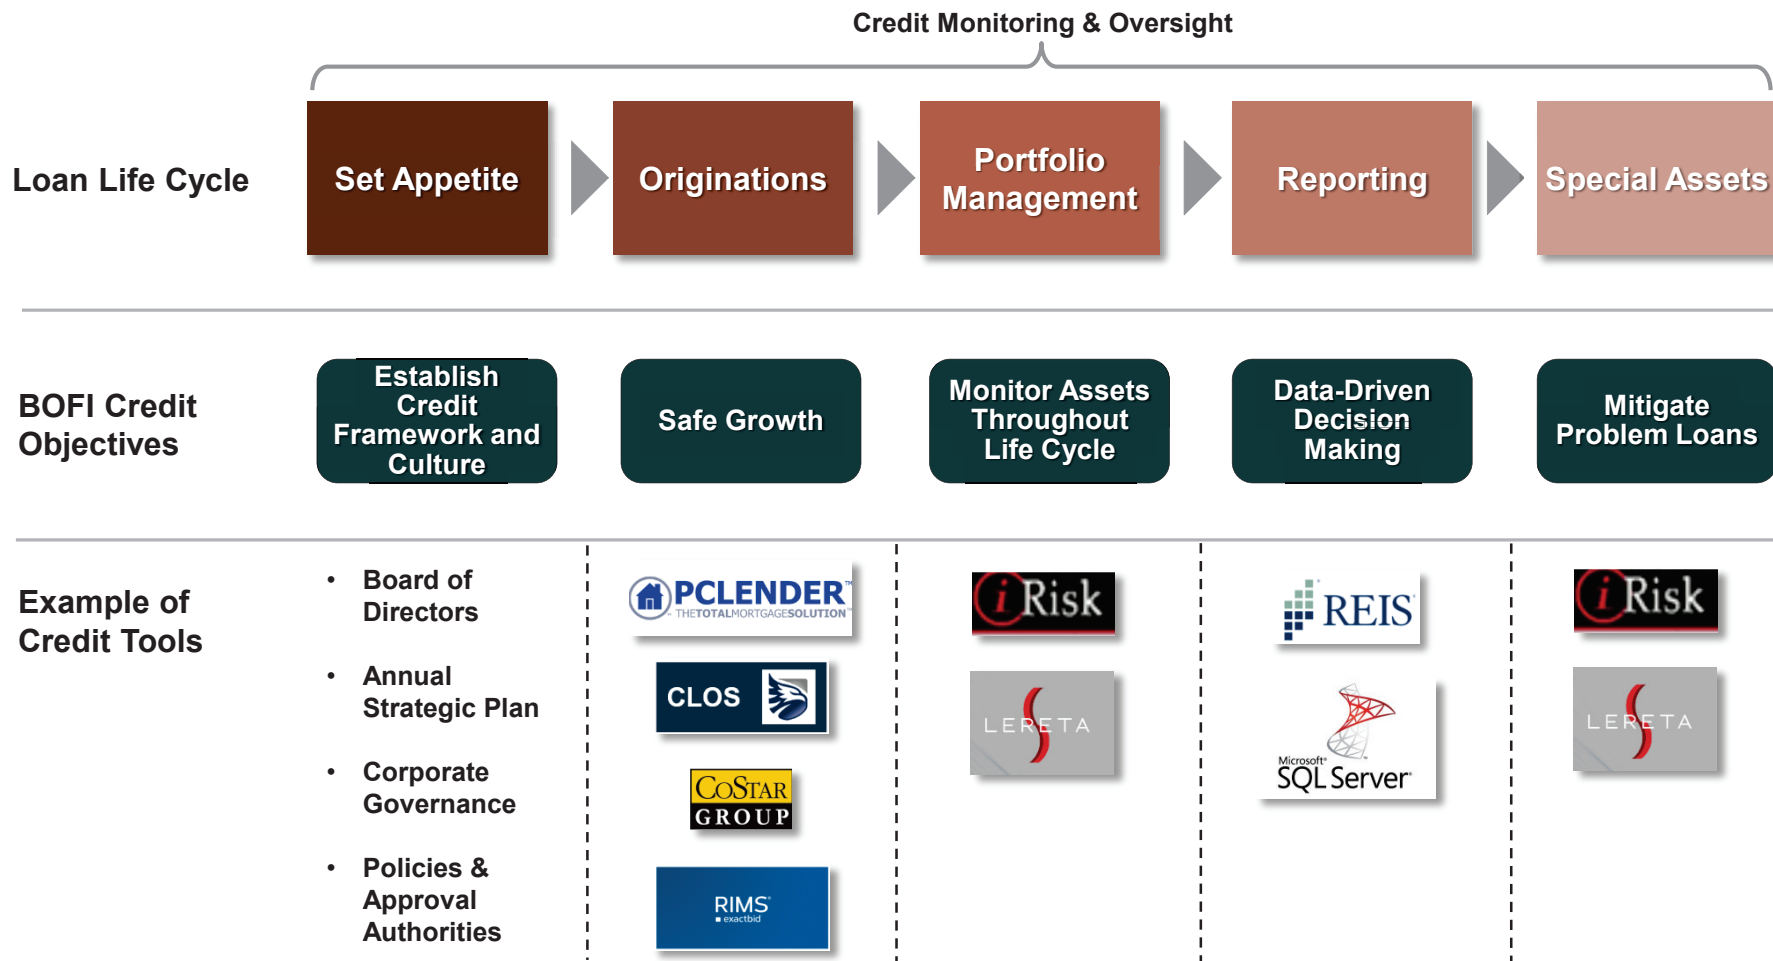 Credit Monitoring & Oversight
Loan Life Cycle
Set Appetite
Originations
Portfolio
Management
Reporting
Special Assets
BOFI Credit
Objectives
Establish
Credit
Framework and
Culture
Safe Growth
Monitor Assets
Throughout
Life Cycle
Data-Driven
Decision
Making
Mitigate
Problem Loans
Example of
Credit Tools
• Board of
Directors
• Annual
Strategic Plan
• Corporate
Governance
• Policies &
Approval
Authorities
PCLENDER™
THETOTALMORTGAGESOLUTION
CLOS
COSTAR
GROUP
RIMS
exactbid
iRisk
LERETA
REIS
Microsoft®
SQL Server®
iRisk
LERETA